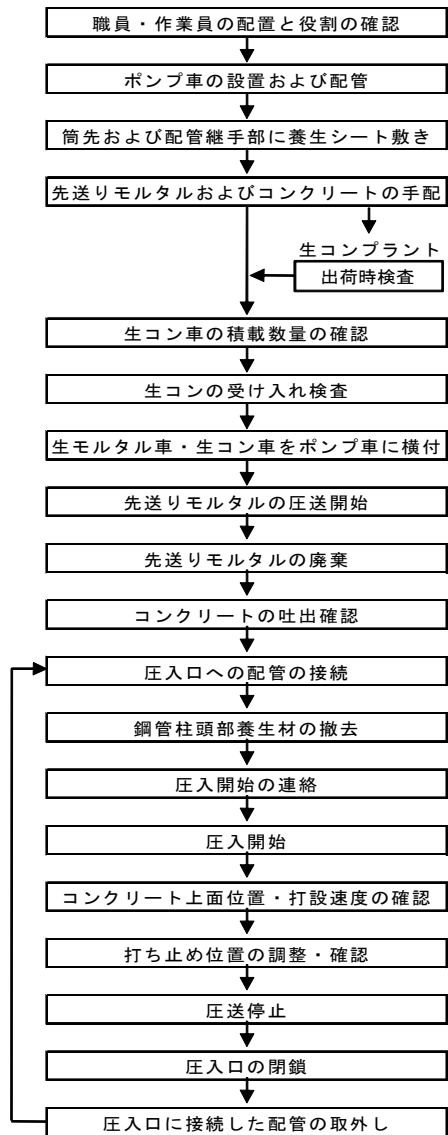 職員・作業員の配置と役割の確認
ポンプ車の設置および配管
筒先および配管継手部に養生シート敷き
先送りモルタルおよびコンクリートの手配
生コンプラント
出荷時検査
生コン車の積載数量の確認
生コンの受け入れ検査
生モルタル車・生コン車をポンプ車に横付
先送りモルタルの圧送開始
先送りモルタルの廃棄
コンクリートの吐出確認
圧入口への配管の接続
鋼管柱頭部養生材の撤去
圧入開始の連絡
圧入開始
コンクリート上面位置・打設速度の確認
打ち止め位置の調整・確認
圧送停止
圧入口の閉鎖
圧入口に接続した配管の取外し